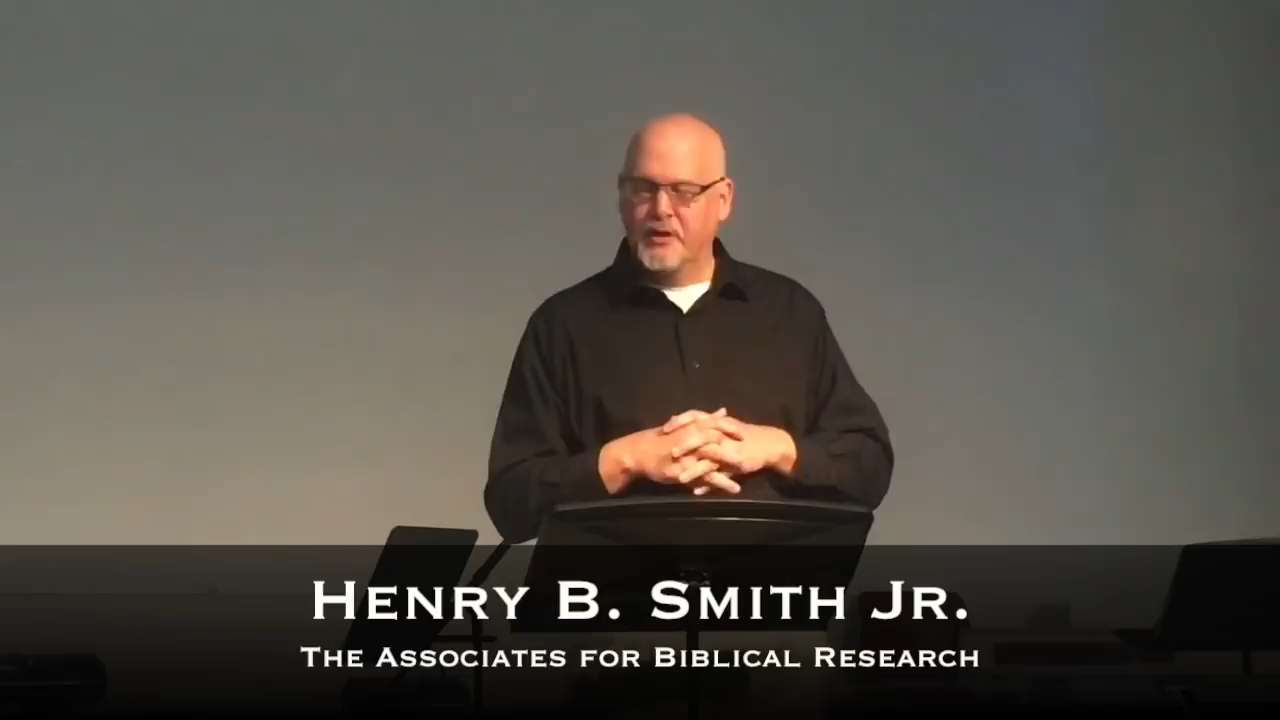 Henry B. Smith Jr.
The Associates for Biblical Research